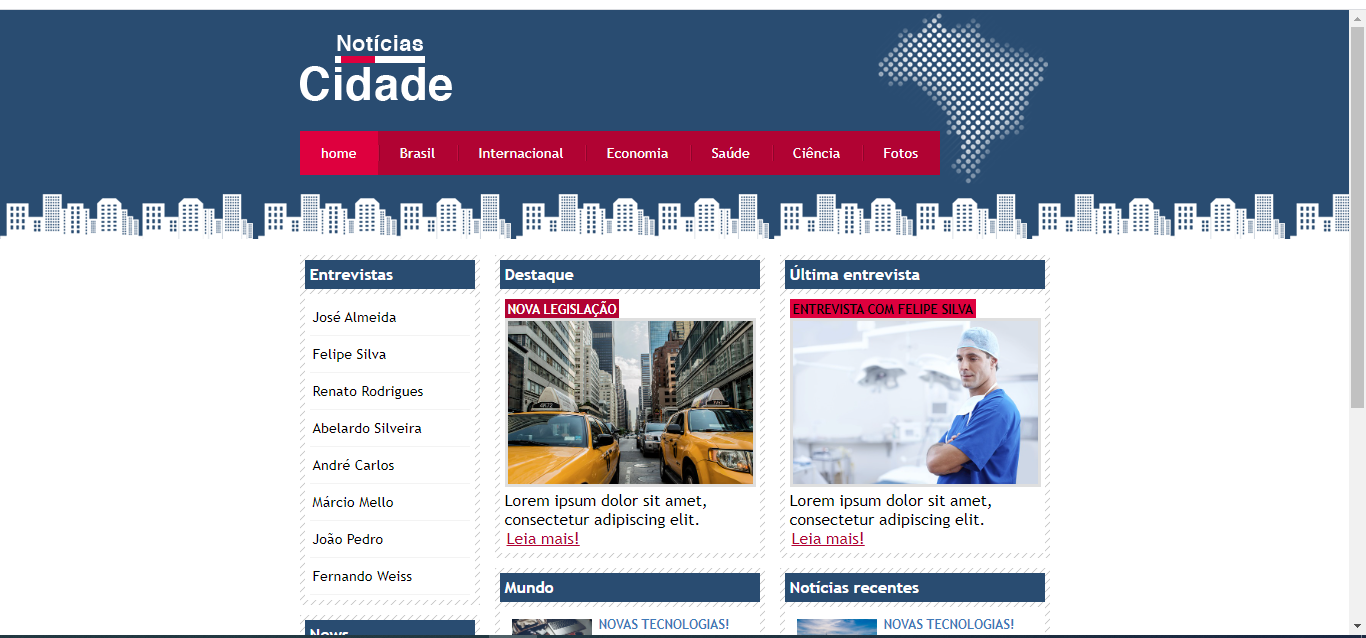 Notícias
Cidade
home Brasil Internacional Economia Saúde Ciência Fotos
Entrevistas
José Almeida
Felipe Silva
Renato Rodrigues
Abelardo Silveira
André Carlos
Márcio Mello
João Pedro
Fernando Weiss
News
Destaque
NOVA LEGISLAÇÃO
Lorem ipsum dolor sit amet,
consectetur adipiscing elit.
Leia mais!
Última entrevista
ENTREVISTA COM FELIPE SILVA
Lorem ipsum dolor sit amet,
consectetur adipiscing elit.
Leia mais!
Mundo
NOVAS TECNOLOGIAS!
Notícias recentes
NOVAS TECNOLOGIAS!